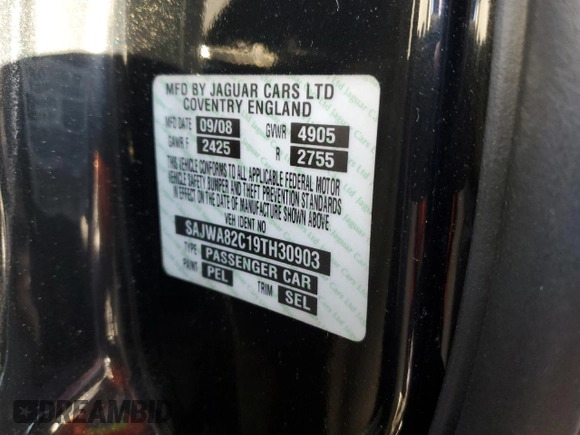 MFD BY JAGUAR CARS LTD
COVENTRY ENGLAND
MFD DATE 09/08 GVWR 4905
GAWR F 2425 R 2755
THIS VEHICLE CONFORMS TO ALL APPLICABLE FEDERAL MOTOR
VEHICLE SAFETY, BUMPER AND THEFT PREVENTION STANDARDS
IN EFFECT ON THE DATE OF MANUFACTURE SHOWN ABOVE.
VEH IDENT NO
SAJWA82C19TH30903
TYPE PASSENGER CAR
PAINT PEL TRIM SEL
DREAMBID